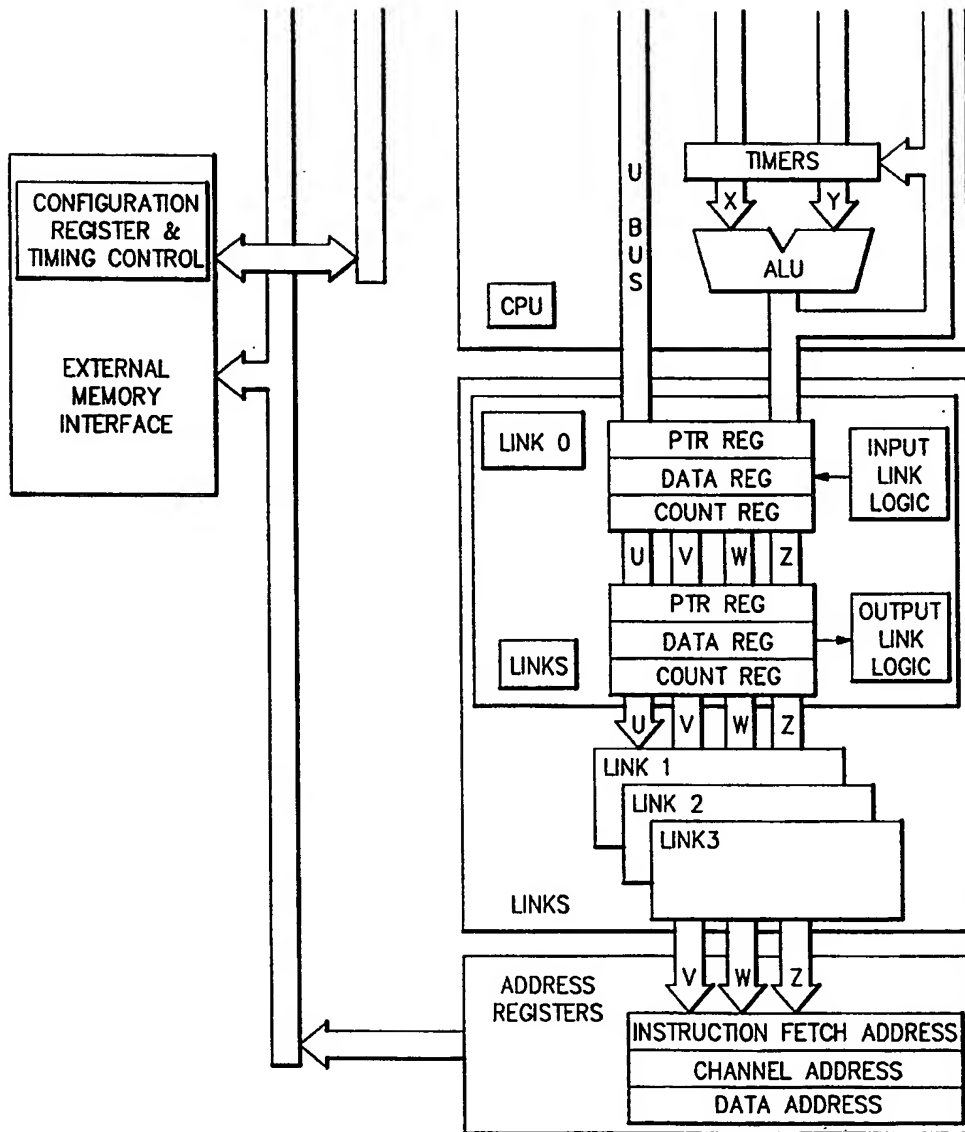 CONFIGURATION
REGISTER &
TIMING CONTROL
EXTERNAL
MEMORY
INTERFACE
U BUS
TIMERS
X
Y
ALU
CPU
LINK 0
PTR REG
DATA REG
COUNT REG
INPUT
LINK
LOGIC
U
V
W
Z
PTR REG
DATA REG
COUNT REG
OUTPUT
LINK
LOGIC
LINKS
U
V
W
Z
LINK 1
LINK 2
LINK3
LINKS
V
W
Z
ADDRESS
REGISTERS
INSTRUCTION FETCH ADDRESS
CHANNEL ADDRESS
DATA ADDRESS